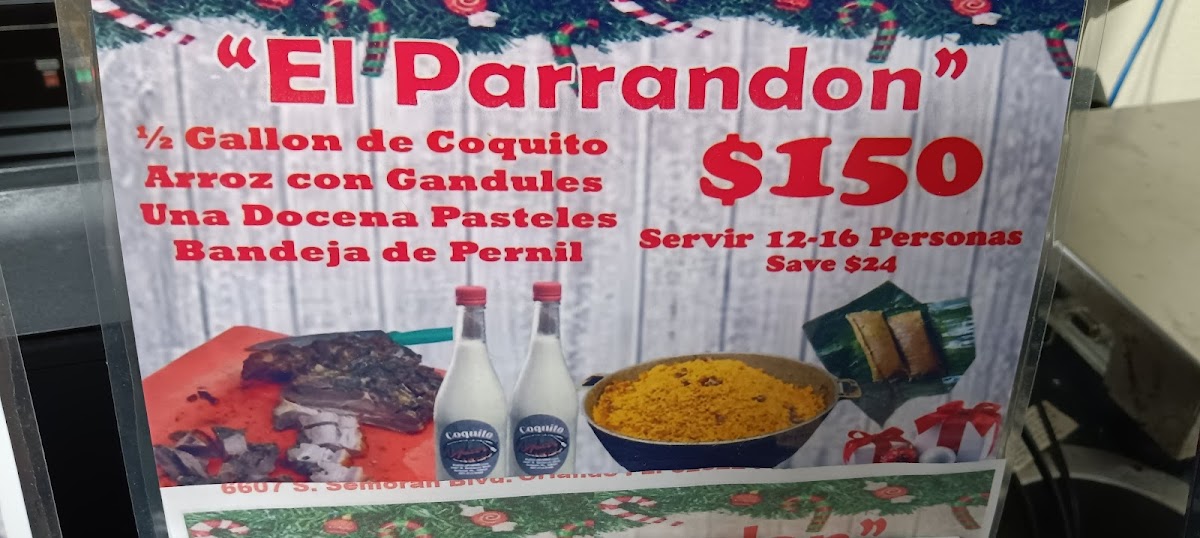 “El Parrandon”
½ Gallon de Coquito
Arroz con Gandules
Una Docena Pasteles
Bandeja de Pernil
$150
Servir 12-16 Personas
Save $24
Coquito
Coquito
6607 S. Semoran Blvd. Orlando